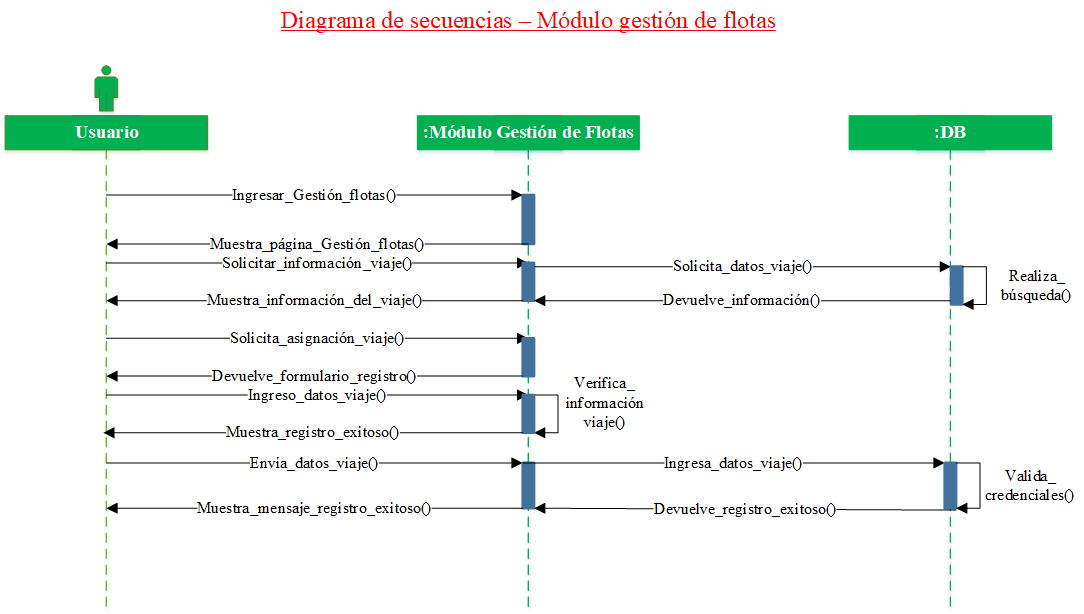 Diagrama de secuencias – Módulo gestión de flotas
Usuario
:Módulo Gestión de Flotas
:DB
Ingresar_Gestión_flotas()
Muestra_página_Gestión_flotas()
Solicitar_información_viaje()
Solicita_datos_viaje()
Realiza_
búsqueda()
Muestra_información_del_viaje()
Devuelve_información()
Solicita_asignación_viaje()
Devuelve_formulario_registro()
Ingreso_datos_viaje()
Verifica_
información
viaje()
Muestra_registro_exitoso()
Envia_datos_viaje()
Ingresa_datos_viaje()
Valida_
credenciales()
Muestra_mensaje_registro_exitoso()
Devuelve_registro_exitoso()